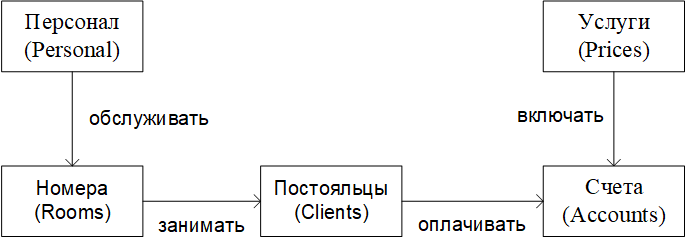 Персонал
(Personal)
Услуги
(Prices)
обслуживать
включать
Номера
(Rooms)
занимать
Постояльцы
(Clients)
оплачивать
Счета
(Accounts)